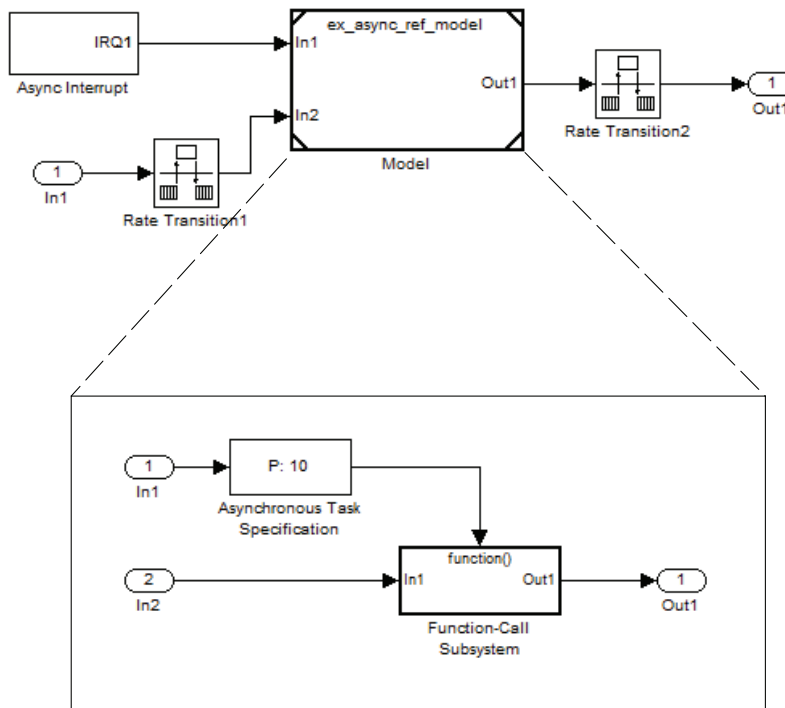 ex_async_ref_model
IRQ1
In1
Async Interrupt
Out1
In2
1
Out1
Rate Transition2
Model
1
In1
Rate Transition1
1
In1
P: 10
Asynchronous Task
Specification
function()
2
In2
In1
Out1
1
Out1
Function-Call
Subsystem